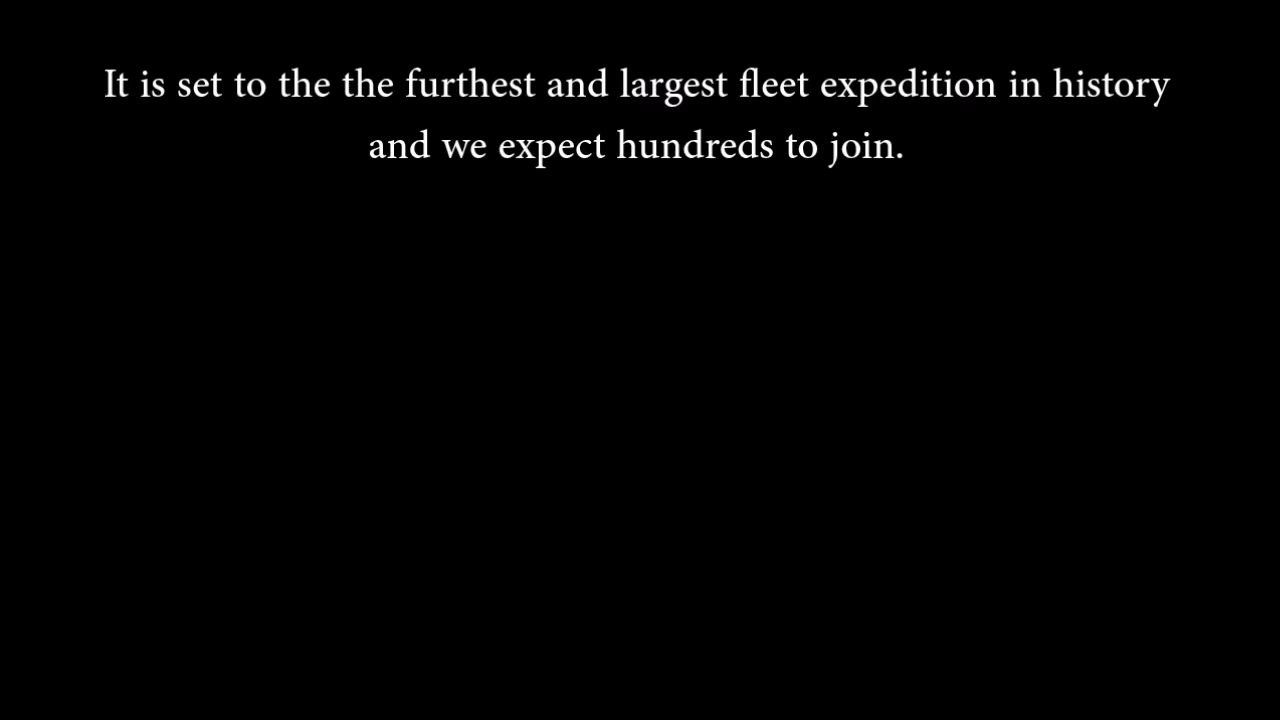 It is set to the the furthest and largest fleet expedition in history
and we expect hundreds to join.